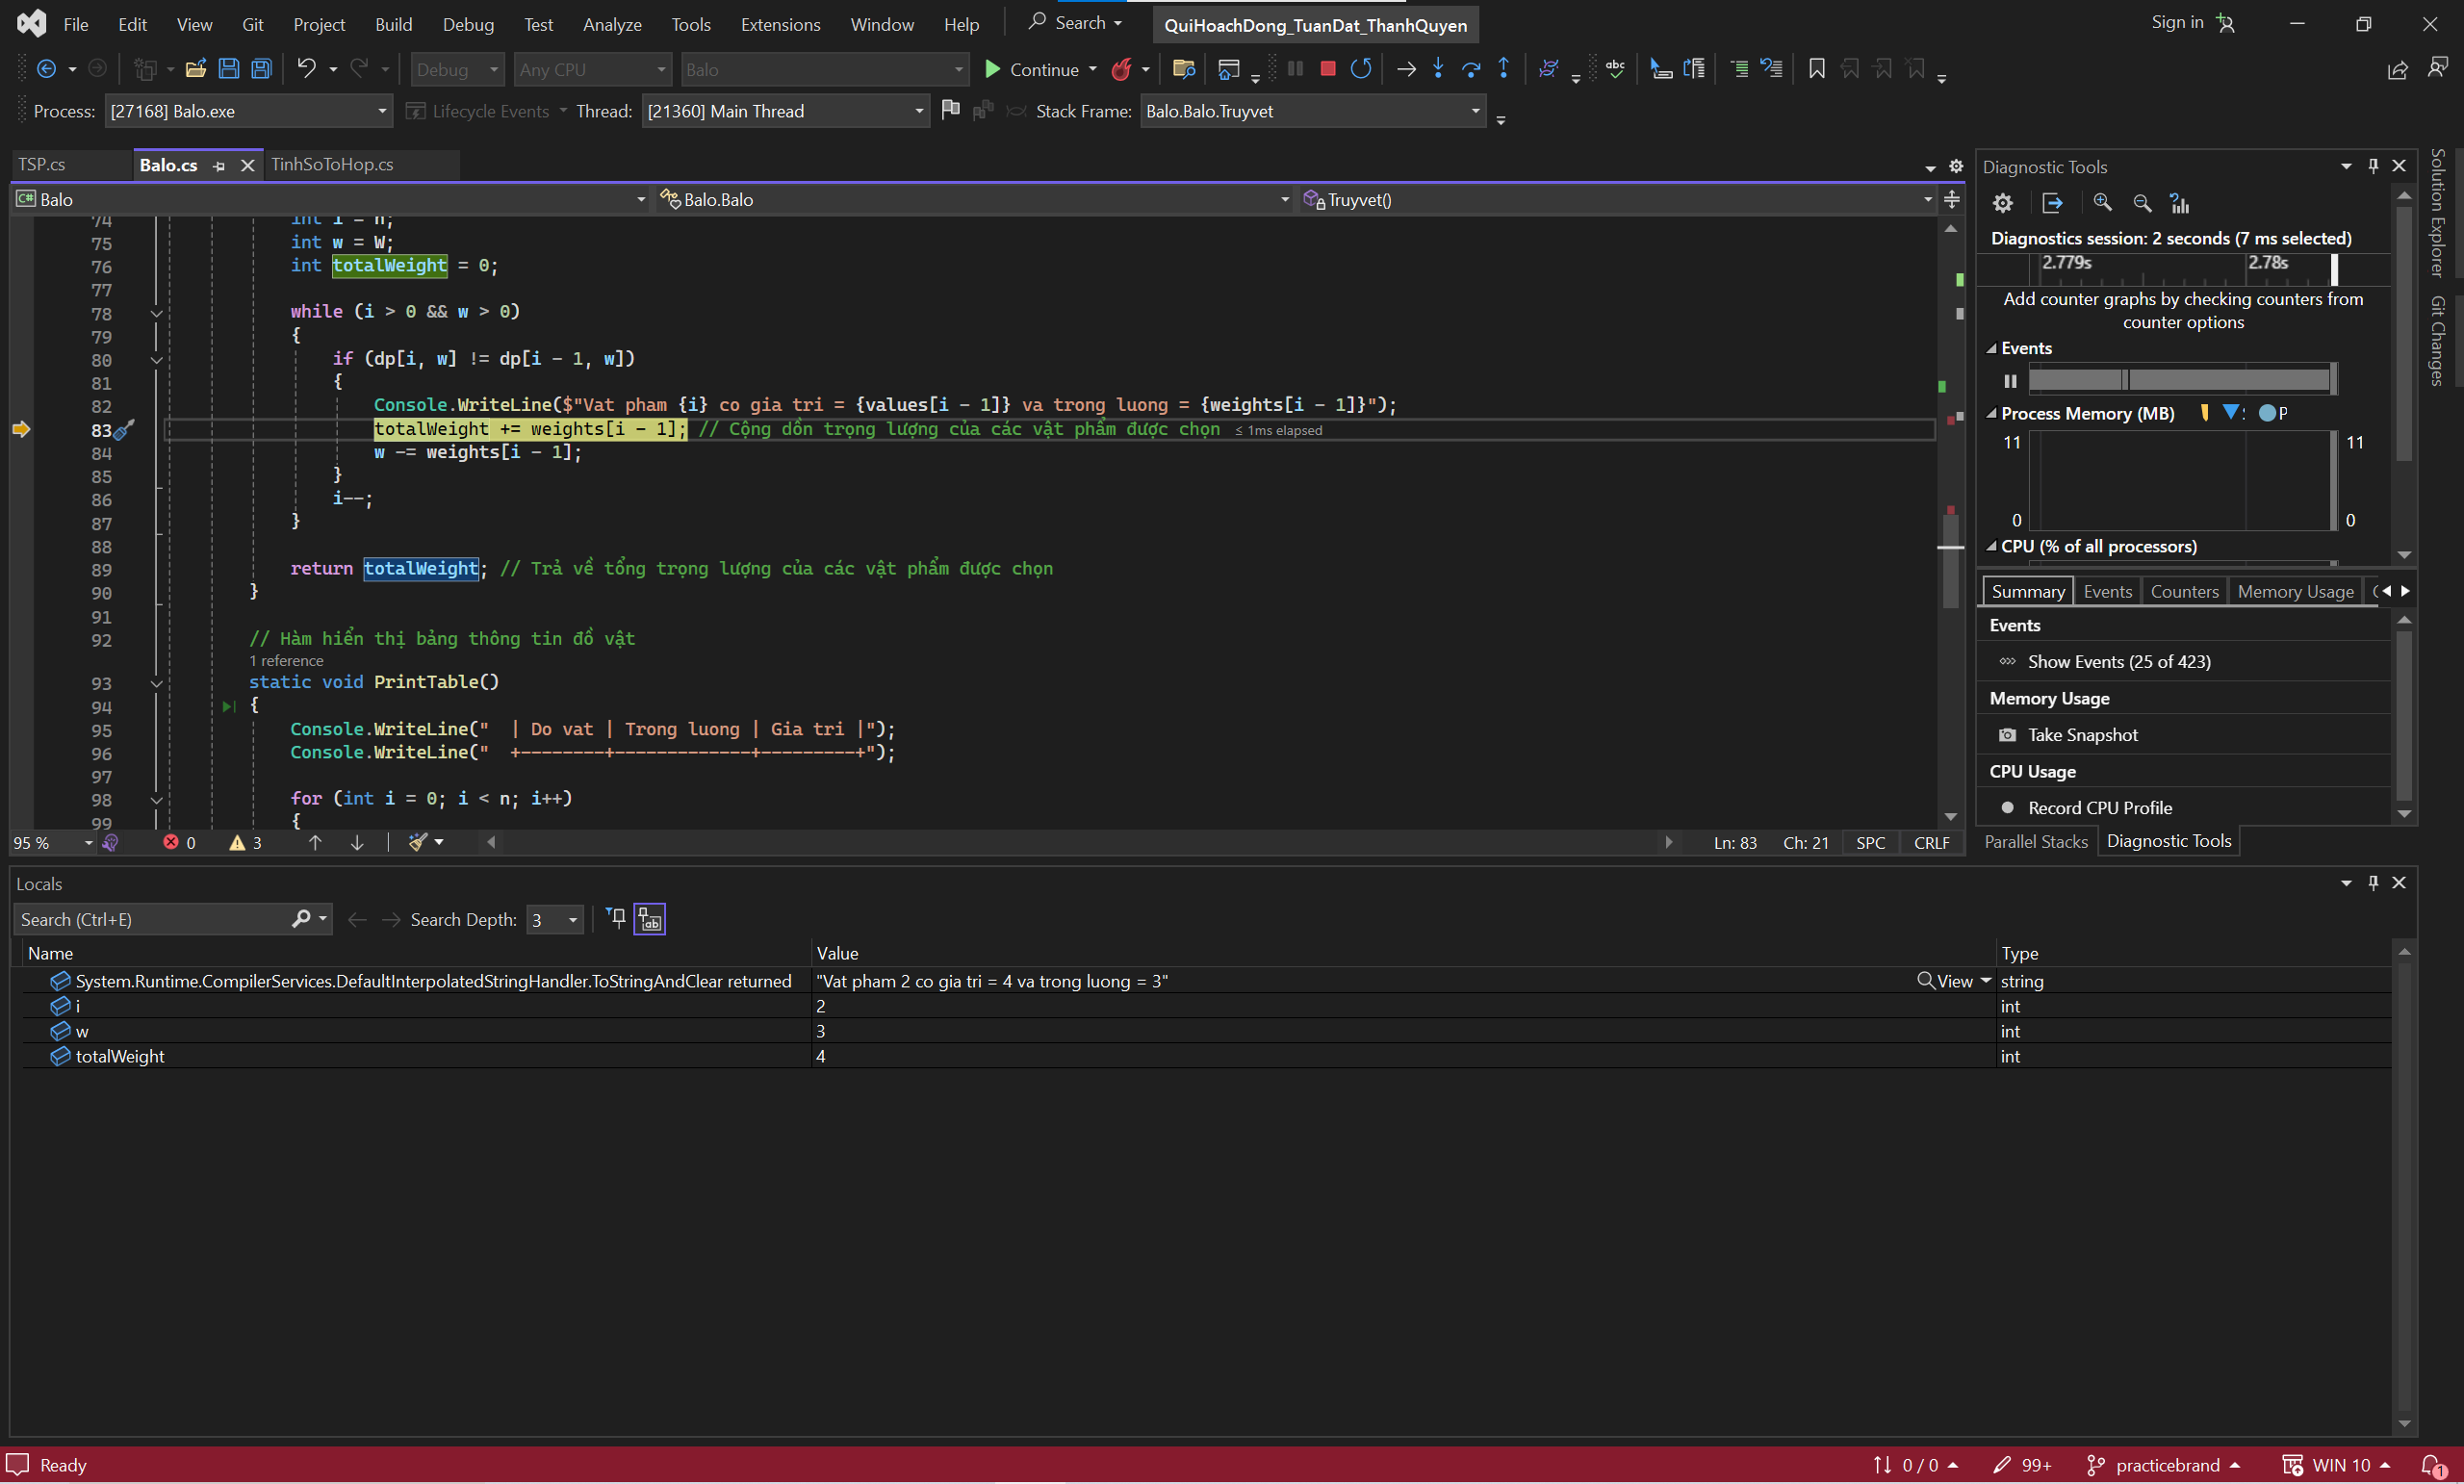 File Edit View Git Project Build Debug Test Analyze Tools Extensions Window Help Search QuiHoachDong_TuanDat_ThanhQuyen Sign in
Debug Any CPU Balo Continue
Process: [27168] Balo.exe Lifecycle Events Thread: [21360] Main Thread Stack Frame: Balo.Balo.Truyvet
TSP.cs Balo.cs TinhSoToHop.cs
Balo Balo.Balo Truyvet()
74 int i = n;
75 int w = W;
76 int totalWeight = 0;
77
78 while (i > 0 && w > 0)
79 {
80 if (dp[i, w] != dp[i - 1, w])
81 {
82 Console.WriteLine($"Vat pham {i} co gia tri = {values[i - 1]} va trong luong = {weights[i - 1]}");
83 totalWeight += weights[i - 1]; // Cộng dồn trọng lượng của các vật phẩm được chọn ≤ 1ms elapsed
84 w -= weights[i - 1];
85 }
86 i--;
87 }
88
89 return totalWeight; // Trả về tổng trọng lượng của các vật phẩm được chọn
90 }
91
92 // Hàm hiển thị bảng thông tin đồ vật
1 reference
93 static void PrintTable()
94 {
95 Console.WriteLine("  | Do vat | Trong luong | Gia tri |");
96 Console.WriteLine("  +--------+-------------+---------+");
97
98 for (int i = 0; i < n; i++)
99 {
95 % 0 3 Ln: 83 Ch: 21 SPC CRLF
Diagnostic Tools
Diagnostics session: 2 seconds (7 ms selected)
2.779s 2.78s
Add counter graphs by checking counters from
counter options
Events
Process Memory (MB) P
11 11
0 0
CPU (% of all processors)
Summary Events Counters Memory Usage
Events
Show Events (25 of 423)
Memory Usage
Take Snapshot
CPU Usage
Record CPU Profile
Parallel Stacks Diagnostic Tools
Solution Explorer
Git Changes
Locals
Search (Ctrl+E) Search Depth: 3
Name Value Type
System.Runtime.CompilerServices.DefaultInterpolatedStringHandler.ToStringAndClear returned "Vat pham 2 co gia tri = 4 va trong luong = 3" View string
i 2 int
w 3 int
totalWeight 4 int
Ready 0 / 0 99+ practicebrand WIN 10 1